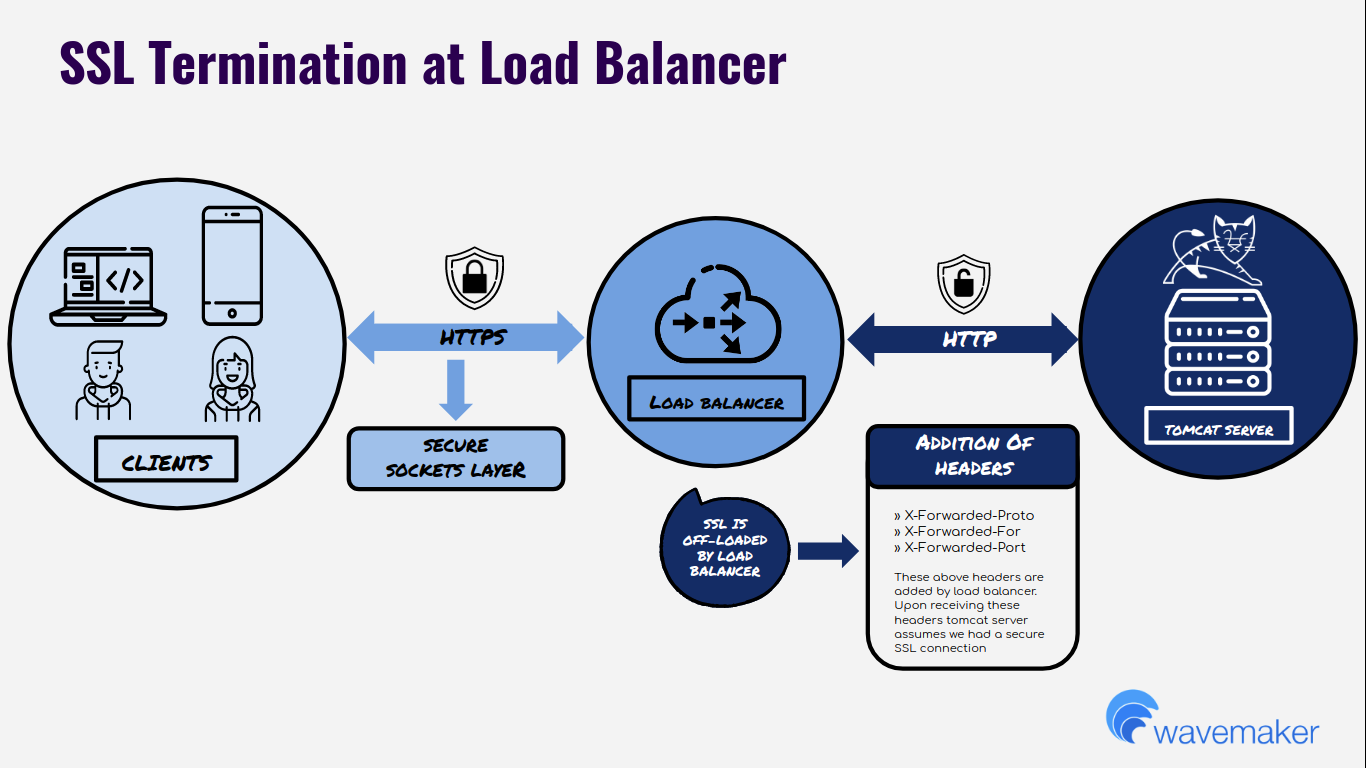 SSL Termination at Load Balancer
HTTPS
HTTP
CLIENTS
SECURE
SOCKETS LAYER
LOAD BALANCER
TOMCAT SERVER
SSL IS
OFF-LOADED
BY LOAD
BALANCER
ADDITION OF
HEADERS
» X-Forwarded-Proto
» X-Forwarded-For
» X-Forwarded-Port
These above headers are
added by load balancer.
Upon receiving these
headers tomcat server
assumes we had a secure
SSL connection
wavemaker